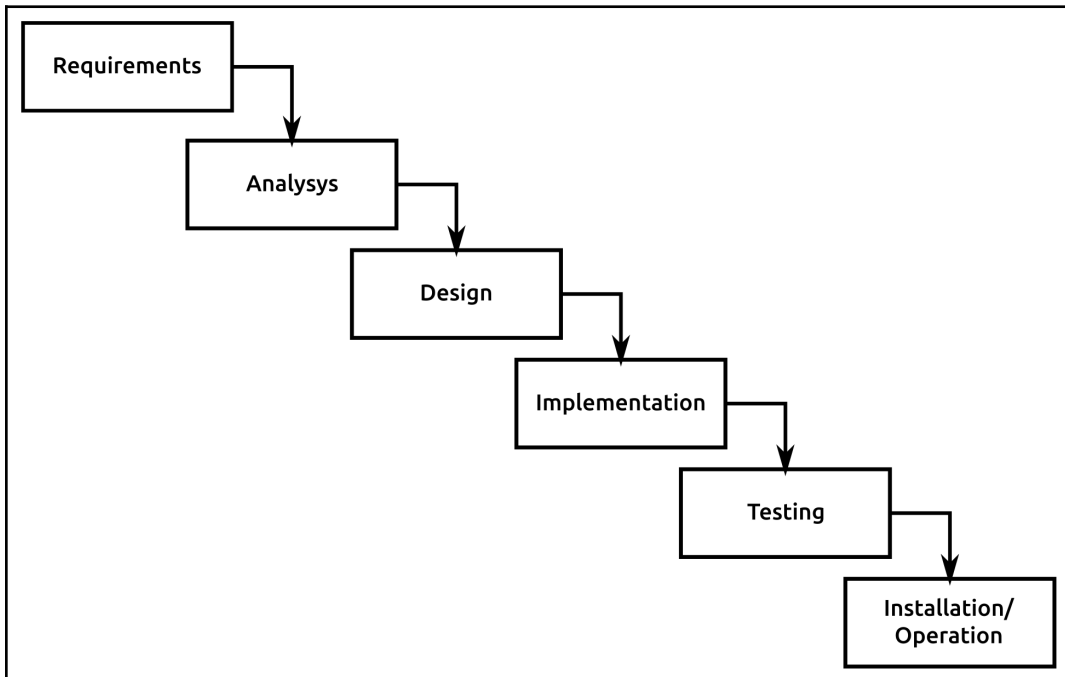 Requirements
Analysys
Design
Implementation
Testing
Installation/
Operation